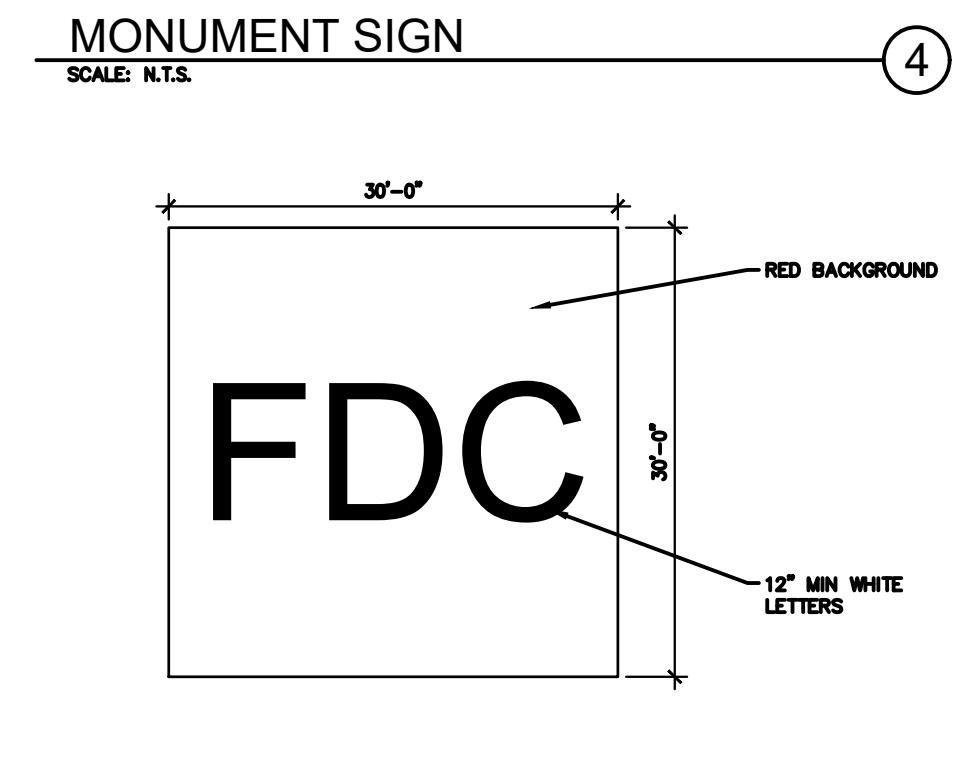 MONUMENT SIGN
4
SCALE: N.T.S.
30'-0"
RED BACKGROUND
FDC
30'-0"
12" MIN WHITE
LETTERS